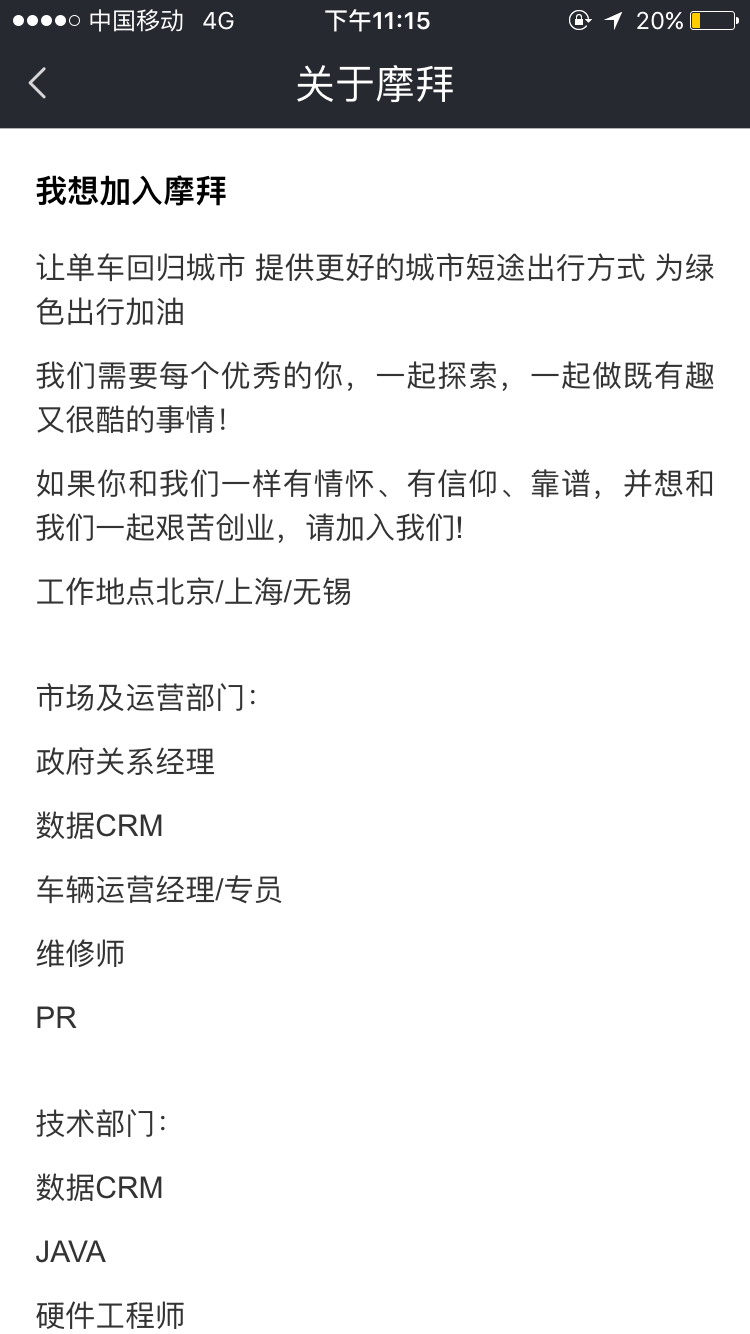 中国移动 4G 下午11:15 20%
关于摩拜
我想加入摩拜
让单车回归城市 提供更好的城市短途出行方式 为绿
色出行加油
我们需要每个优秀的你，一起探索，一起做既有趣
又很酷的事情！
如果你和我们一样有情怀、有信仰、靠谱，并想和
我们一起艰苦创业，请加入我们!
工作地点北京/上海/无锡
市场及运营部门：
政府关系经理
数据CRM
车辆运营经理/专员
维修师
PR
技术部门：
数据CRM
JAVA
硬件工程师